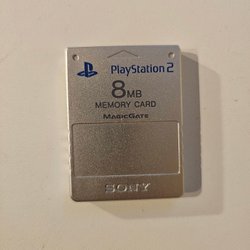 PlayStation 2
8MB
MEMORY CARD
MAGICGATE
SONY